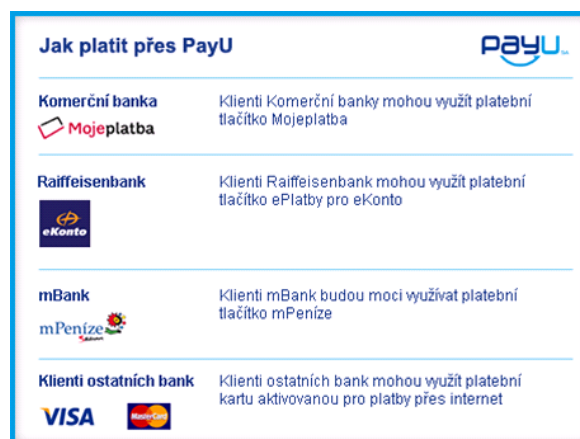 Jak platit přes PayU
PayU
Komerční banka
Klienti Komerční banky mohou využít platební
tlačítko Mojeplatba
Mojeplatba
Raiffeisenbank
Klienti Raiffeisenbank mohou využít platební
tlačítko ePlatby pro eKonto
eKonto
mBank
Klienti mBank budou moci využívat platební
tlačítko mPeníze
mPeníze
Klienti ostatních bank
Klienti ostatních bank mohou využít platební
kartu aktivovanou pro platby přes internet
VISA
MasterCard